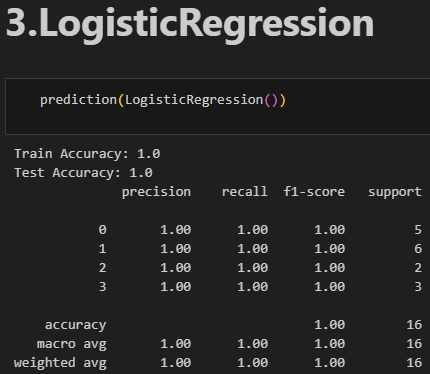 3.LogisticRegression
prediction(LogisticRegression())
Train Accuracy: 1.0
Test Accuracy: 1.0
precision recall f1-score support
0 1.00 1.00 1.00 5
1 1.00 1.00 1.00 6
2 1.00 1.00 1.00 2
3 1.00 1.00 1.00 3
accuracy 1.00 16
macro avg 1.00 1.00 1.00 16
weighted avg 1.00 1.00 1.00 16